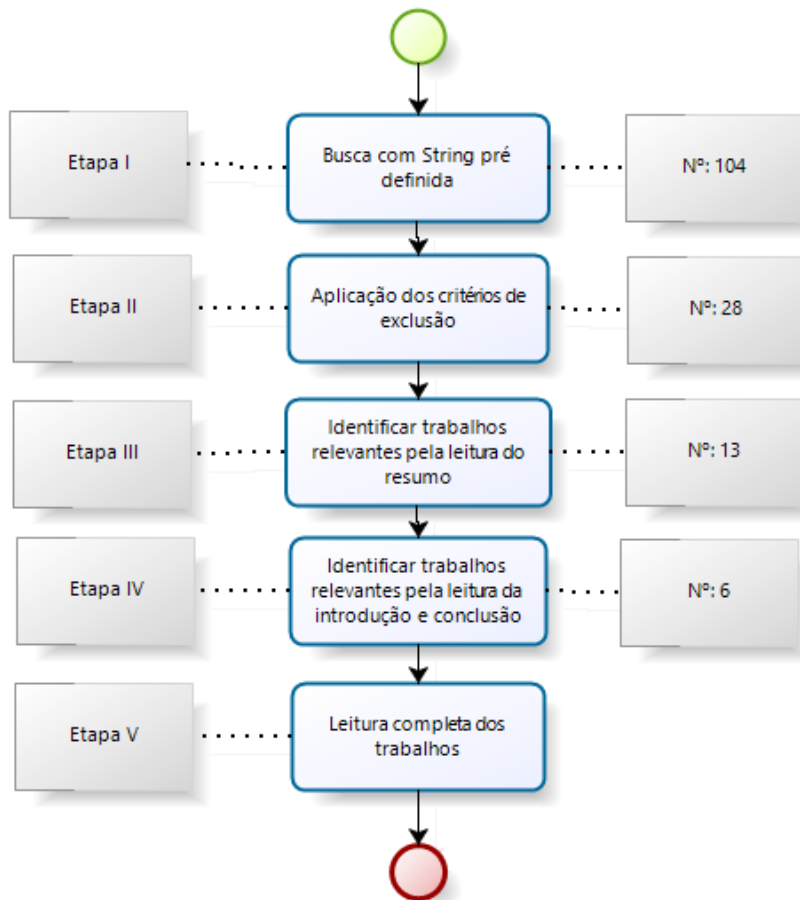 Etapa I
Busca com String pré
definida
Nº: 104
Etapa II
Aplicação dos critérios de
exclusão
Nº: 28
Etapa III
Identificar trabalhos
relevantes pela leitura do
resumo
Nº: 13
Etapa IV
Identificar trabalhos
relevantes pela leitura da
introdução e conclusão
Nº: 6
Etapa V
Leitura completa dos
trabalhos